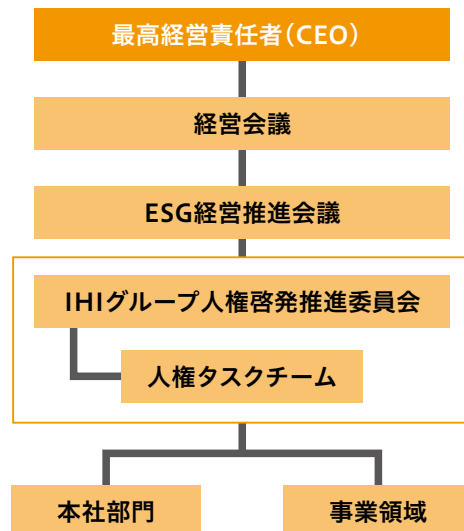 最高経営責任者（CEO）
経営会議
ESG経営推進会議
IHIグループ人権啓発推進委員会
人権タスクチーム
本社部門
事業領域